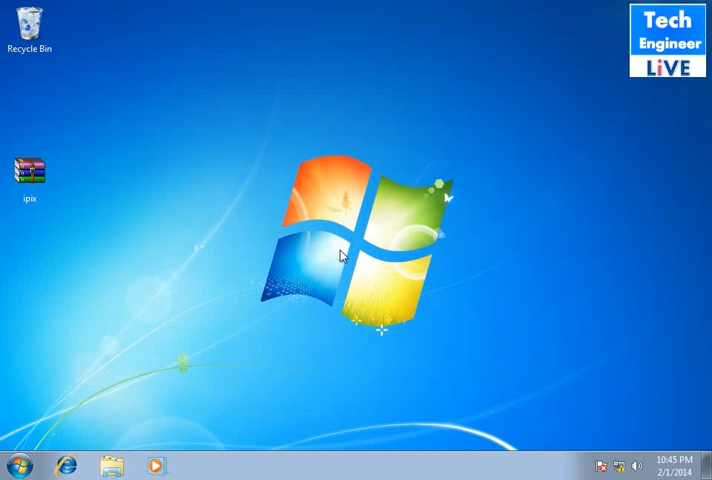 Recycle Bin
Tech
Engineer
LiVE
ipix
10:45 PM
2/1/2014